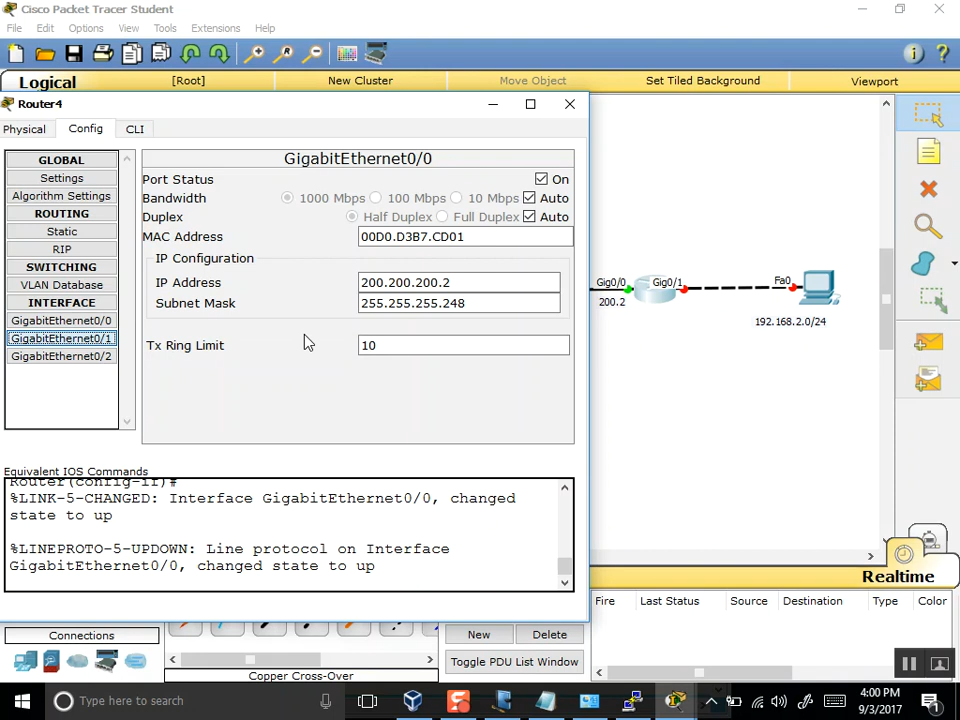 Cisco Packet Tracer Student
File Edit Options View Tools Extensions Help
Logical [Root] New Cluster Move Object Set Tiled Background Viewport
Router4
Physical Config CLI
GLOBAL
Settings
Algorithm Settings
ROUTING
Static
RIP
SWITCHING
VLAN Database
INTERFACE
GigabitEthernet0/0
GigabitEthernet0/1
GigabitEthernet0/2
GigabitEthernet0/0
Port Status On
Bandwidth 1000 Mbps 100 Mbps 10 Mbps Auto
Duplex Half Duplex Full Duplex Auto
MAC Address 00D0.D3B7.CD01
IP Configuration
IP Address 200.200.200.2
Subnet Mask 255.255.255.248
Tx Ring Limit 10
Equivalent IOS Commands
Router(config-if)#
%LINK-5-CHANGED: Interface GigabitEthernet0/0, changed
state to up
%LINEPROTO-5-UPDOWN: Line protocol on Interface
GigabitEthernet0/0, changed state to up
Gig0/0 Gig0/1 Fa0
200.2
192.168.2.0/24
Realtime
Fire Last Status Source Destination Type Color
Connections
New Delete
Toggle PDU List Window
Copper Cross-Over
Type here to search
4:00 PM
9/3/2017
1